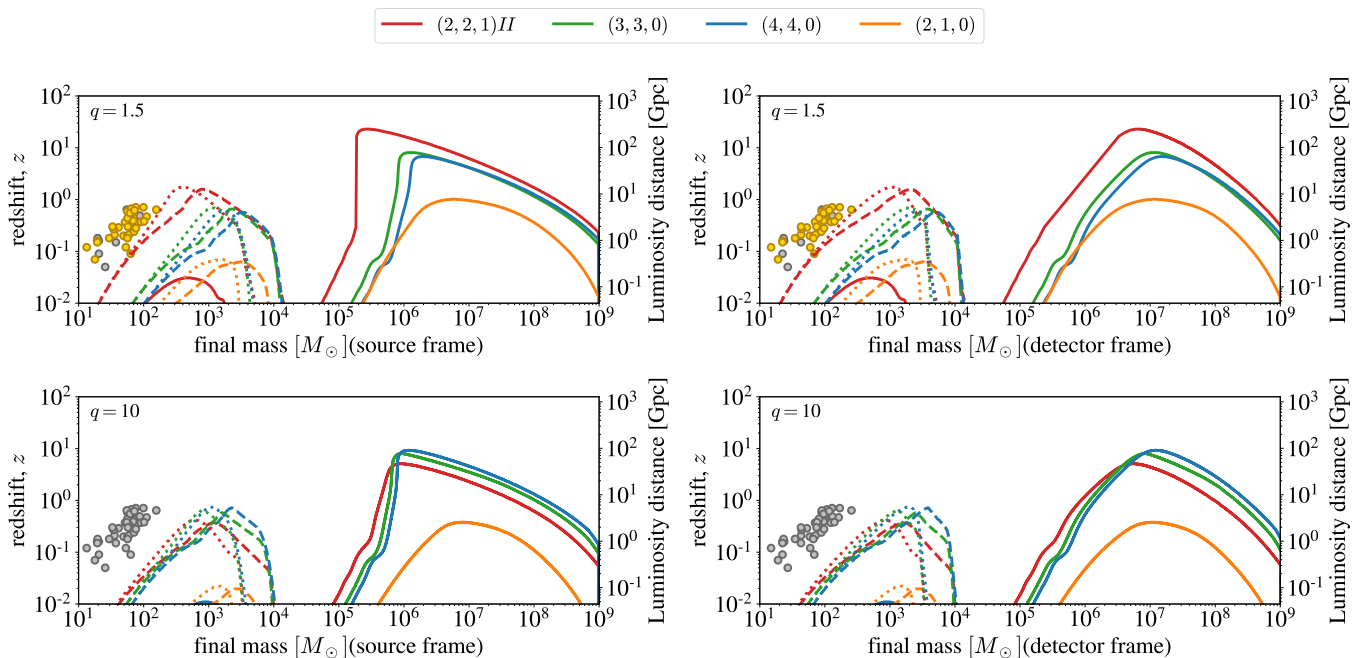 (2, 2, 1)II (3, 3, 0) (4, 4, 0) (2, 1, 0)
q = 1.5
redshift, z
10^2
10^1
10^0
10^-1
10^-2
10^1 10^2 10^3 10^4 10^5 10^6 10^7 10^8 10^9
final mass [M⊙](source frame)
10^3
10^2
10^1
10^0
10^-1
Luminosity distance [Gpc]
q = 1.5
redshift, z
10^2
10^1
10^0
10^-1
10^-2
10^1 10^2 10^3 10^4 10^5 10^6 10^7 10^8 10^9
final mass [M⊙](detector frame)
10^3
10^2
10^1
10^0
10^-1
Luminosity distance [Gpc]
q = 10
redshift, z
10^2
10^1
10^0
10^-1
10^-2
10^1 10^2 10^3 10^4 10^5 10^6 10^7 10^8 10^9
final mass [M⊙](source frame)
10^3
10^2
10^1
10^0
10^-1
Luminosity distance [Gpc]
q = 10
redshift, z
10^2
10^1
10^0
10^-1
10^-2
10^1 10^2 10^3 10^4 10^5 10^6 10^7 10^8 10^9
final mass [M⊙](detector frame)
10^3
10^2
10^1
10^0
10^-1
Luminosity distance [Gpc]